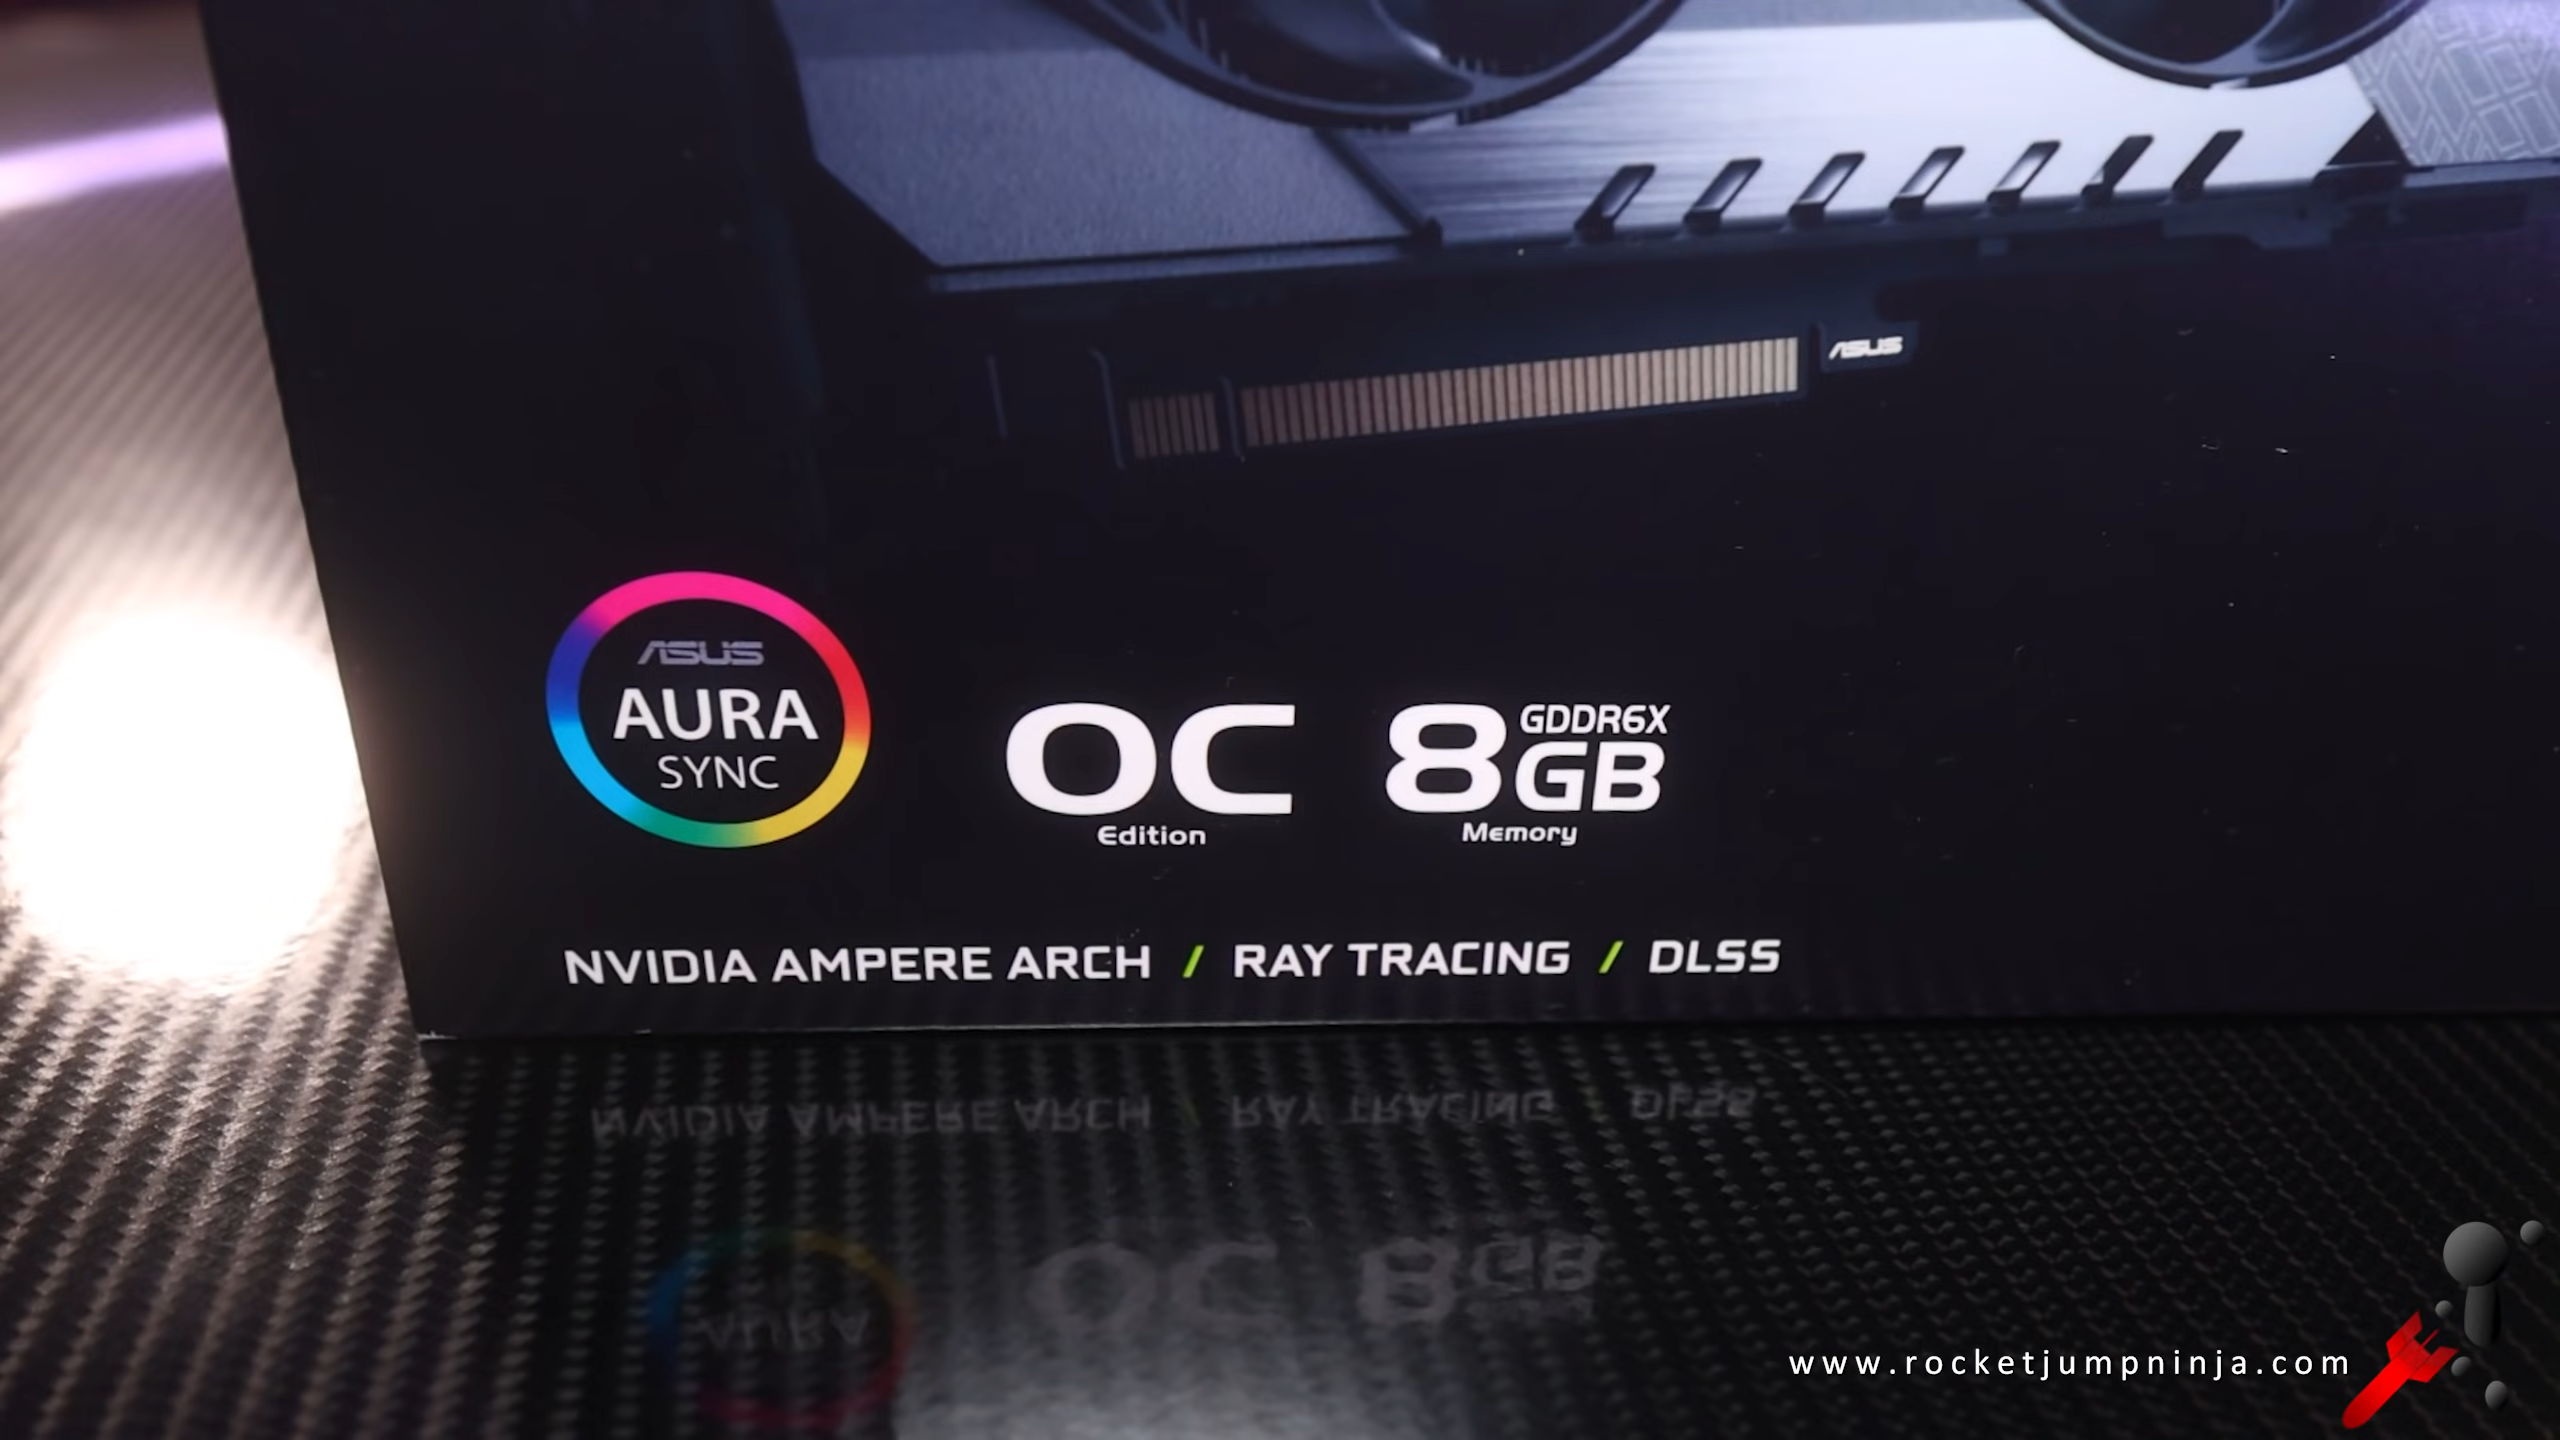 ASUS
ASUS
AURA
SYNC
OC
Edition
8 GB
GDDR6X
Memory
NVIDIA AMPERE ARCH / RAY TRACING / DLSS
www.rocketjumpninja.com